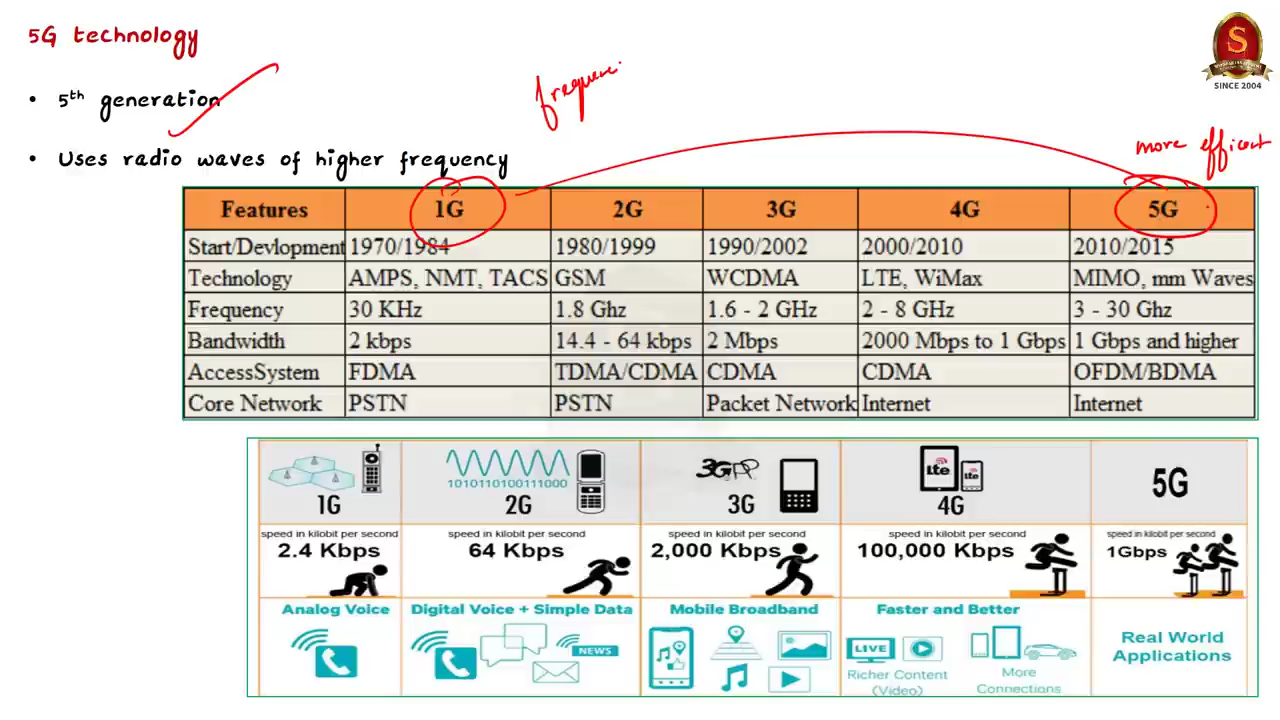 5G technology
• 5th generation
frequenc
• Uses radio waves of higher frequency
more efficent
S
SINCE 2004
Features 1G 2G 3G 4G 5G
Start/Devlopment 1970/1984 1980/1999 1990/2002 2000/2010 2010/2015
Technology AMPS, NMT, TACS GSM WCDMA LTE, WiMax MIMO, mm Waves
Frequency 30 KHz 1.8 Ghz 1.6 - 2 GHz 2 - 8 GHz 3 - 30 Ghz
Bandwidth 2 kbps 14.4 - 64 kbps 2 Mbps 2000 Mbps to 1 Gbps 1 Gbps and higher
AccessSystem FDMA TDMA/CDMA CDMA CDMA OFDM/BDMA
Core Network PSTN PSTN Packet Network Internet Internet
1G
speed in kilobit per second
2.4 Kbps
Analog Voice
1010110100111000
2G
speed in kilobit per second
64 Kbps
Digital Voice + Simple Data
NEWS
3GPP
3G
speed in kilobit per second
2,000 Kbps
Mobile Broadband
Lte Lte
4G
speed in kilobit per second
100,000 Kbps
Faster and Better
LIVE
Richer Content
(Video)
More
Connections
5G
speed in kilobit per second
1Gbps
Real World
Applications